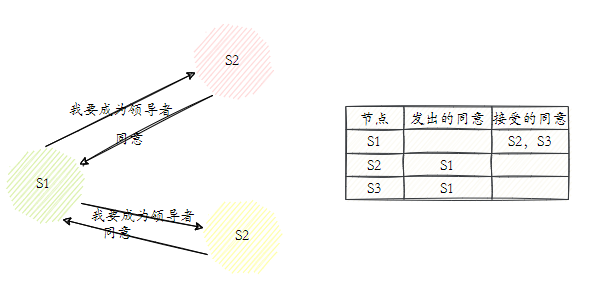 S2
我要成为领导者
同意
S1
我要成为领导者
同意
S2
节点 发出的同意 接受的同意
S1 S2, S3
S2 S1
S3 S1